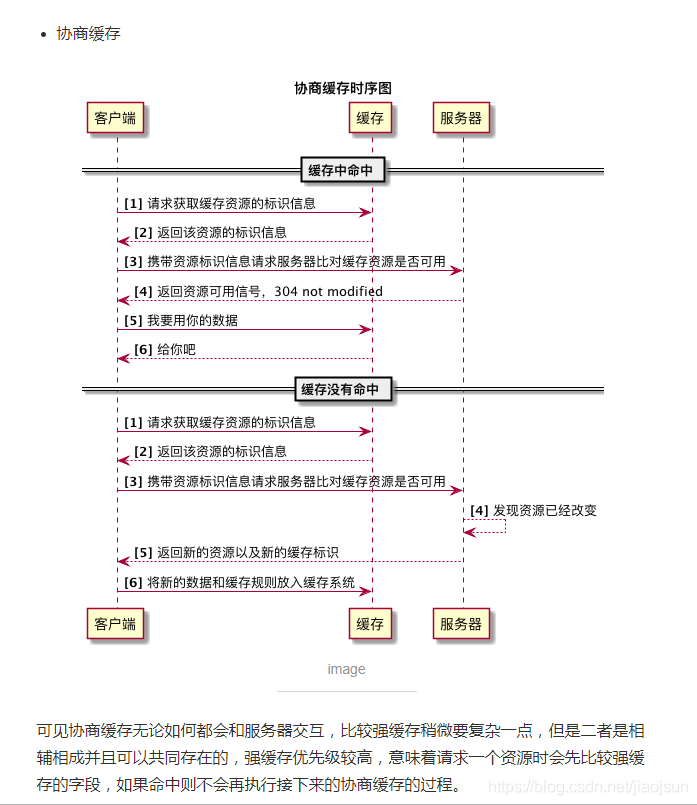 协商缓存
协商缓存时序图
客户端 缓存 服务器
缓存中命中
[1] 请求获取缓存资源的标识信息
[2] 返回该资源的标识信息
[3] 携带资源标识信息请求服务器比对缓存资源是否可用
[4] 返回资源可用信号，304 not modified
[5] 我要用你的数据
[6] 给你吧
缓存没有命中
[1] 请求获取缓存资源的标识信息
[2] 返回该资源的标识信息
[3] 携带资源标识信息请求服务器比对缓存资源是否可用
[4] 发现资源已经改变
[5] 返回新的资源以及新的缓存标识
[6] 将新的数据和缓存规则放入缓存系统
客户端 缓存 服务器
image
可见协商缓存无论如何都会和服务器交互，比较强缓存稍微要复杂一点，但是二者是相
辅相成并且可以共同存在的，强缓存优先级较高，意味着请求一个资源时会先比较强缓
存的字段，如果命中则不会再执行接下来的协商缓存的过程。
https://blog.csdn.net/jiaojsun